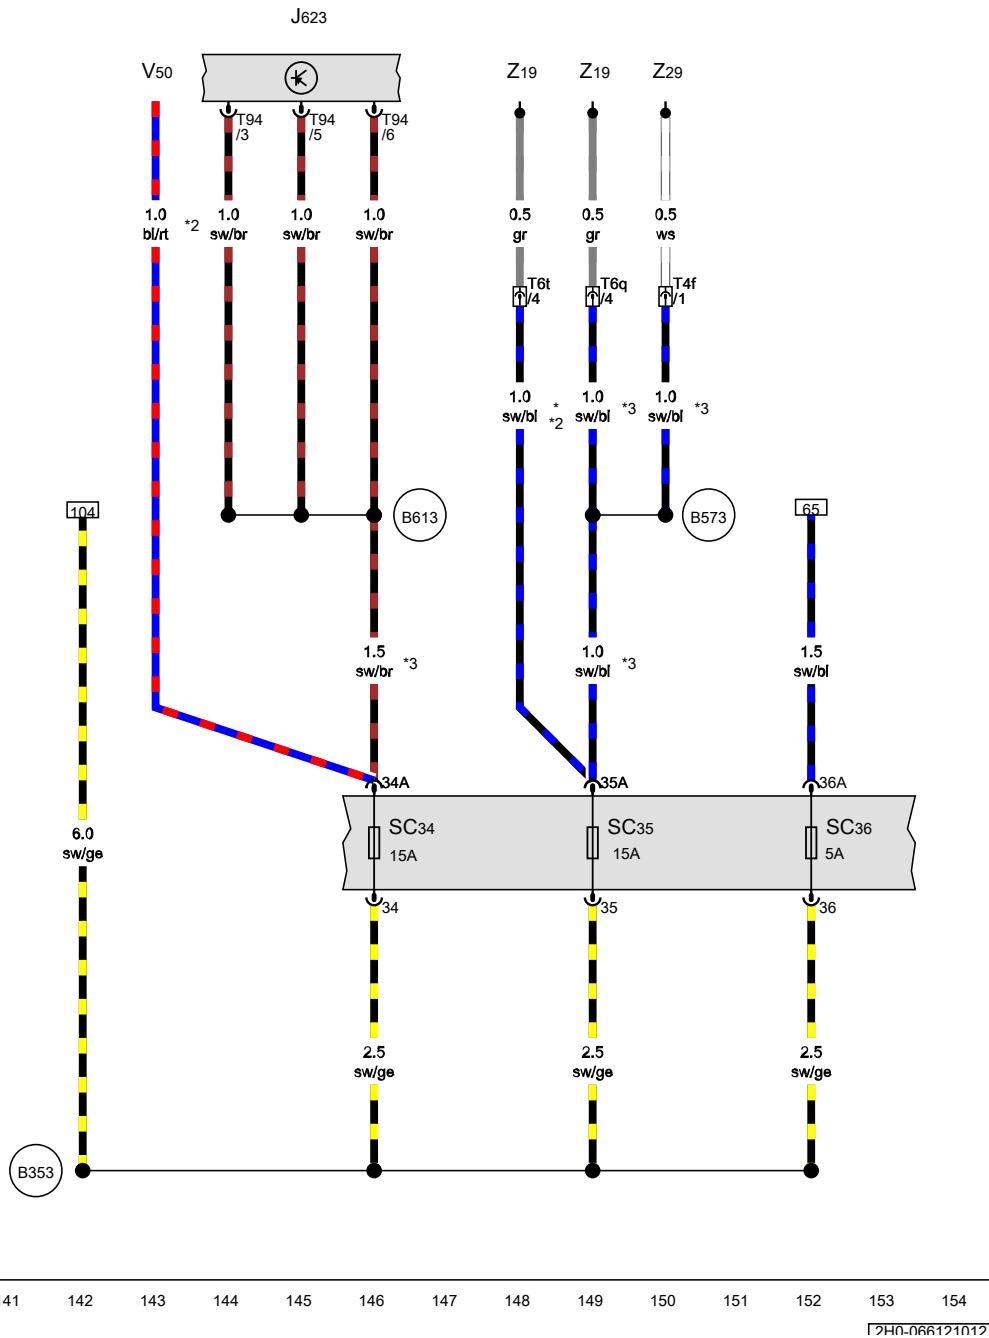 J623
V50
Z19
Z19
Z29
T94
/3
T94
/5
T94
/6
1.0
bl/rt
*2
1.0
sw/br
1.0
sw/br
1.0
sw/br
0.5
gr
0.5
gr
0.5
ws
T6t
/4
T6q
/4
T4f
/1
1.0
sw/bl
*
*2
1.0
sw/bl
*3
1.0
sw/bl
*3
104
B613
B573
65
1.5
sw/br
*3
1.0
sw/bl
*3
1.5
sw/bl
34A
35A
36A
SC34
15A
SC35
15A
SC36
5A
6.0
sw/ge
34
35
36
2.5
sw/ge
2.5
sw/ge
2.5
sw/ge
B353
141
142
143
144
145
146
147
148
149
150
151
152
153
154
2H0-066121012